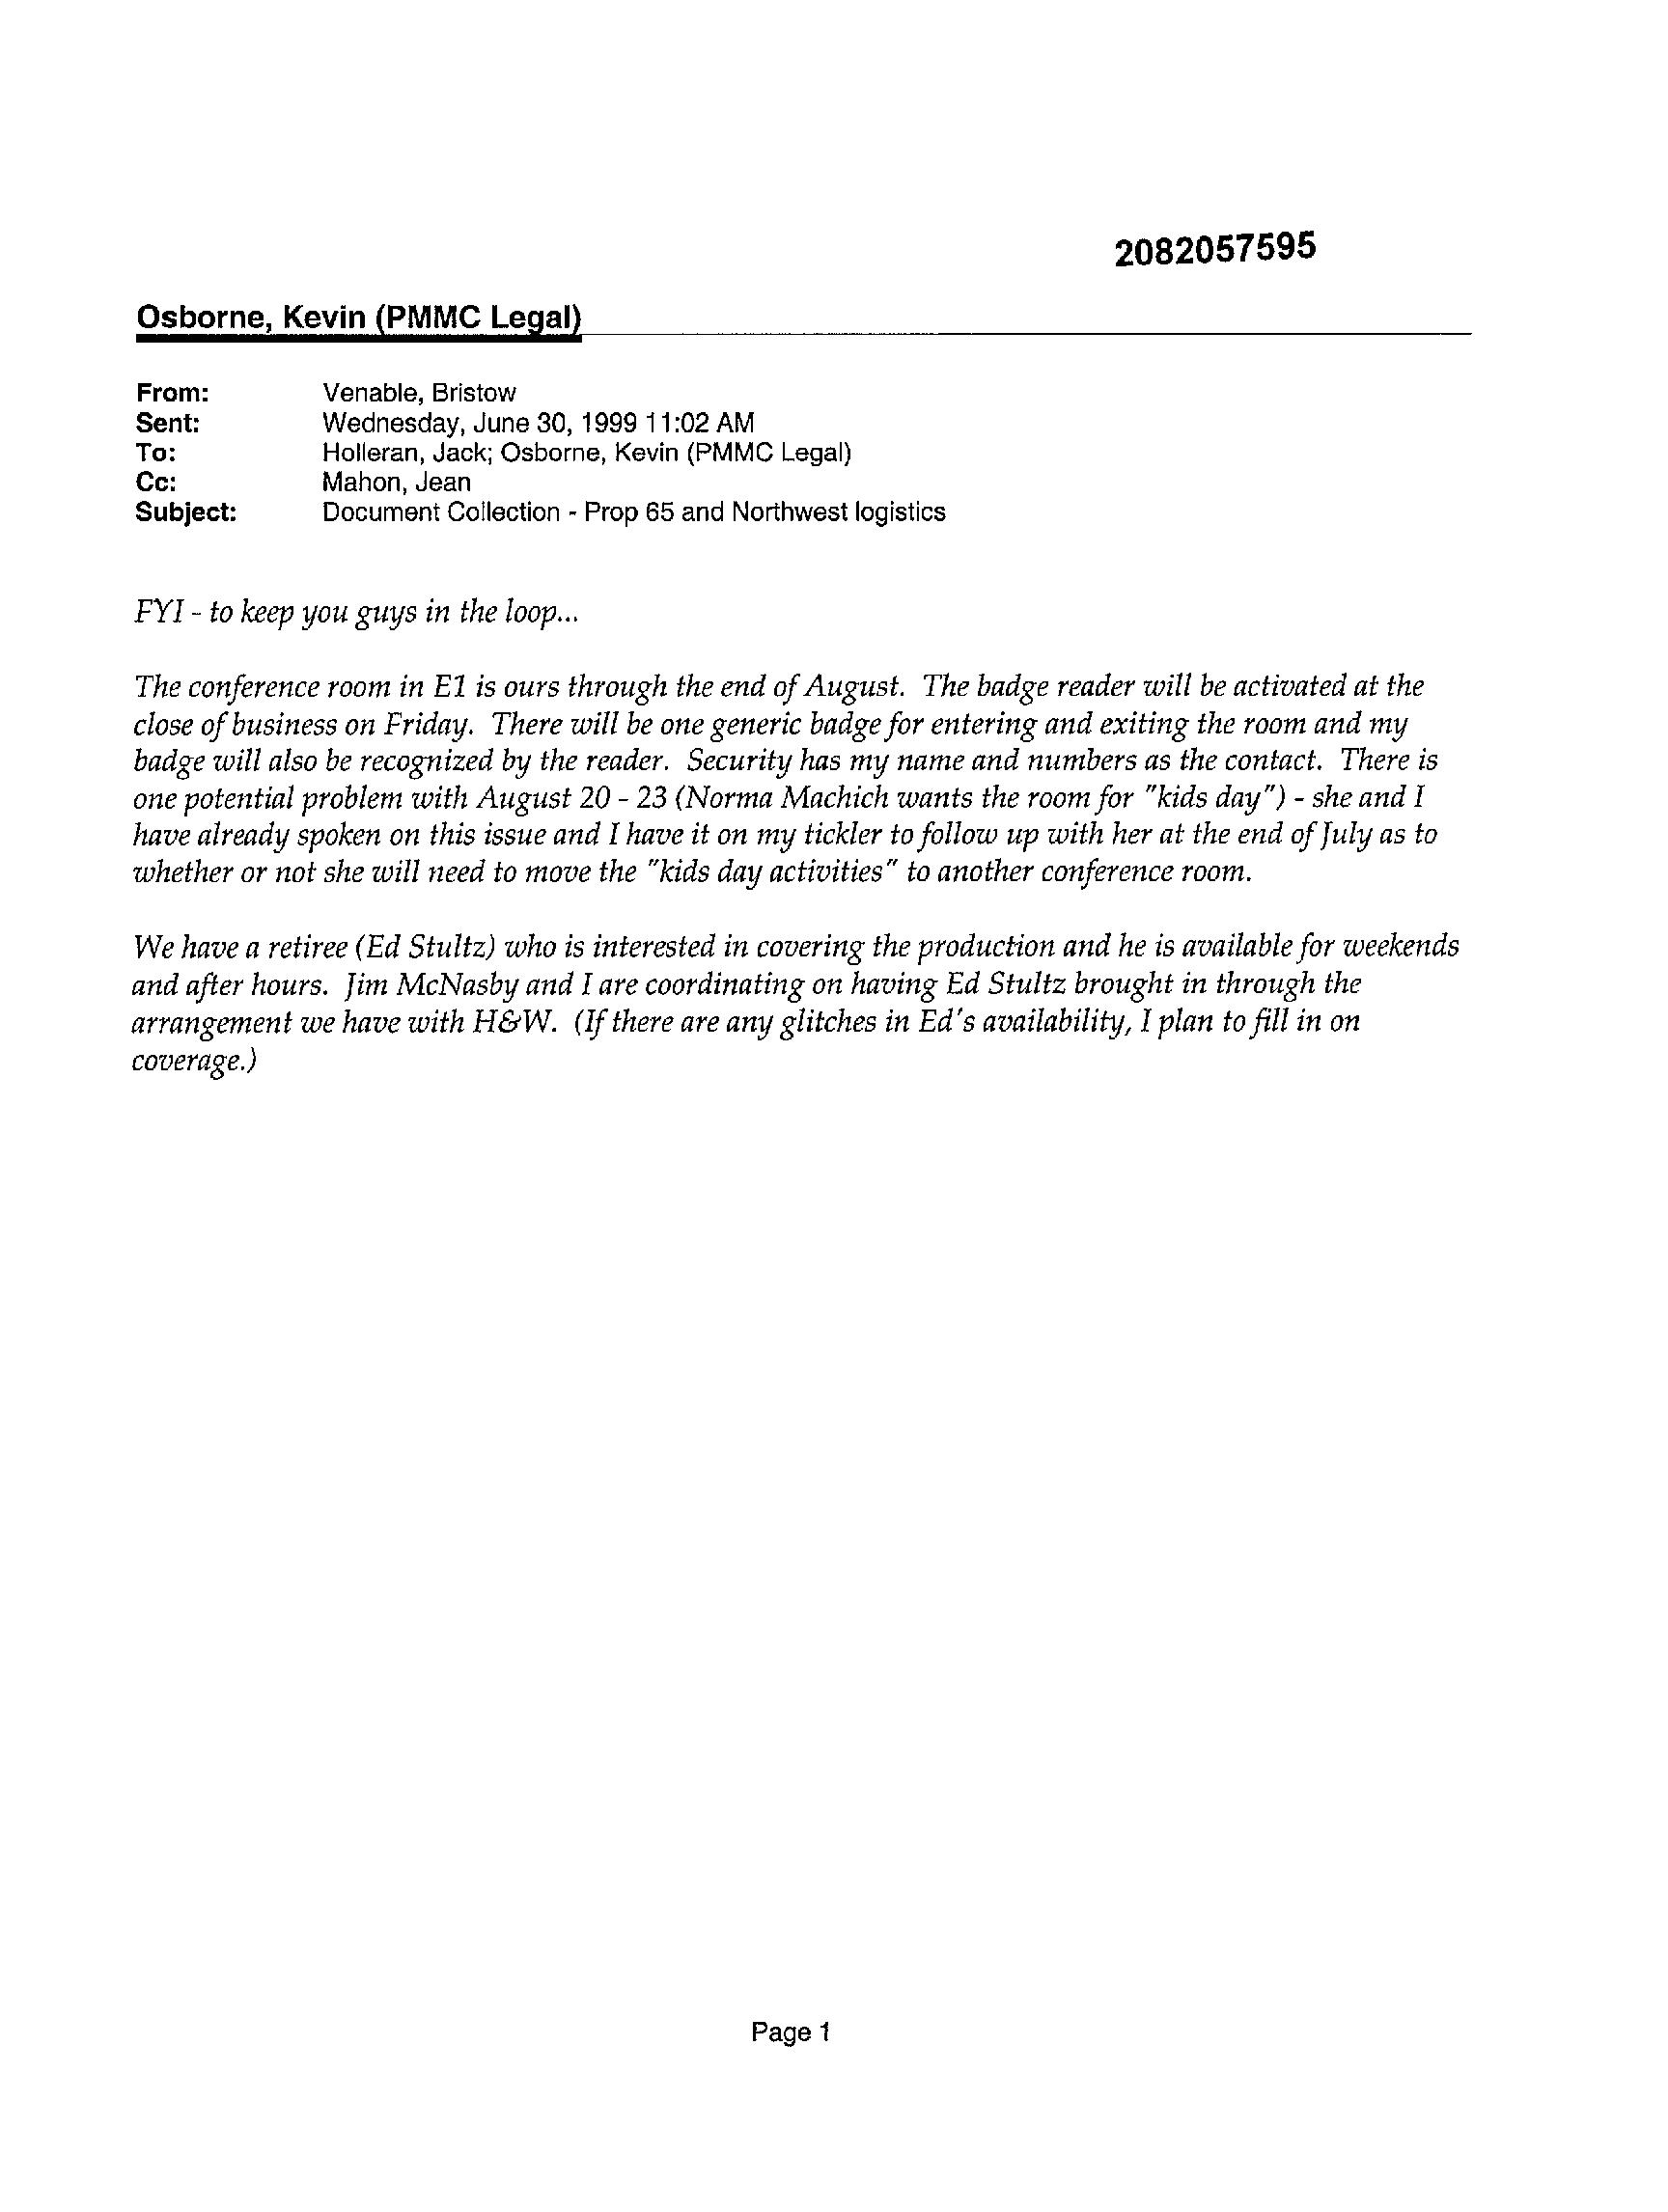 2082057595
Osborne, Kevin (PMMC Legal)
From: Venable, Bristow
Sent: Wednesday, June 30, 1999 11:02 AM
To: Holleran, Jack; Osborne, Kevin (PMMC Legal)
Cc: Mahon, Jean
Subject: Document Collection - Prop 65 and Northwest logistics
FYI - to keep you guys in the loop...
The conference room in E1 is ours through the end of August. The badge reader will be activated at the
close of business on Friday. There will be one generic badge for entering and exiting the room and my
badge will also be recognized by the reader. Security has my name and numbers as the contact. There is
one potential problem with August 20 - 23 (Norma Machich wants the room for "kids day") - she and I
have already spoken on this issue and I have it on my tickler to follow up with her at the end of July as to
whether or not she will need to move the "kids day activities" to another conference room.
We have a retiree (Ed Stultz) who is interested in covering the production and he is available for weekends
and after hours. Jim McNasby and I are coordinating on having Ed Stultz brought in through the
arrangement we have with H&W. (If there are any glitches in Ed's availability, I plan to fill in on
coverage.)
Page 1